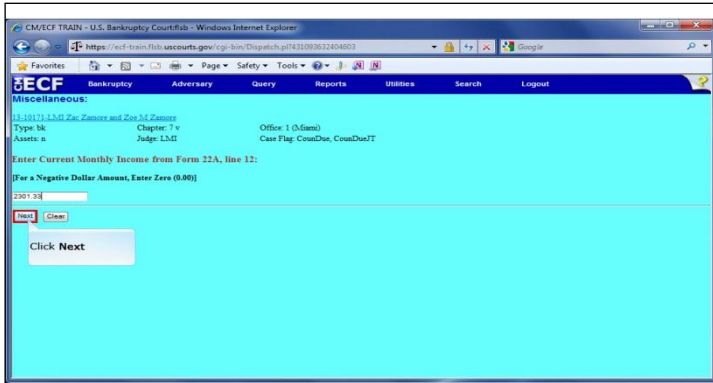 CM/ECF TRAIN - U.S. Bankruptcy Court:flsb - Windows Internet Explorer
https://ecf-train.flsb.uscourts.gov/cgi-bin/Dispatch.pl?431093632404603
Google
Favorites Page Safety Tools
ECF Bankruptcy Adversary Query Reports Utilities Search Logout ?
Miscellaneous:
13-10171-LMI Zac Zamore and Zoe M Zamore
Type: bk Chapter: 7 v Office: 1 (Miami)
Assets: n Judge: LMI Case Flag: CounDue, CounDueJT
Enter Current Monthly Income from Form 22A, line 12:
[For a Negative Dollar Amount, Enter Zero (0.00)]
2301.33
Next Clear
Click Next